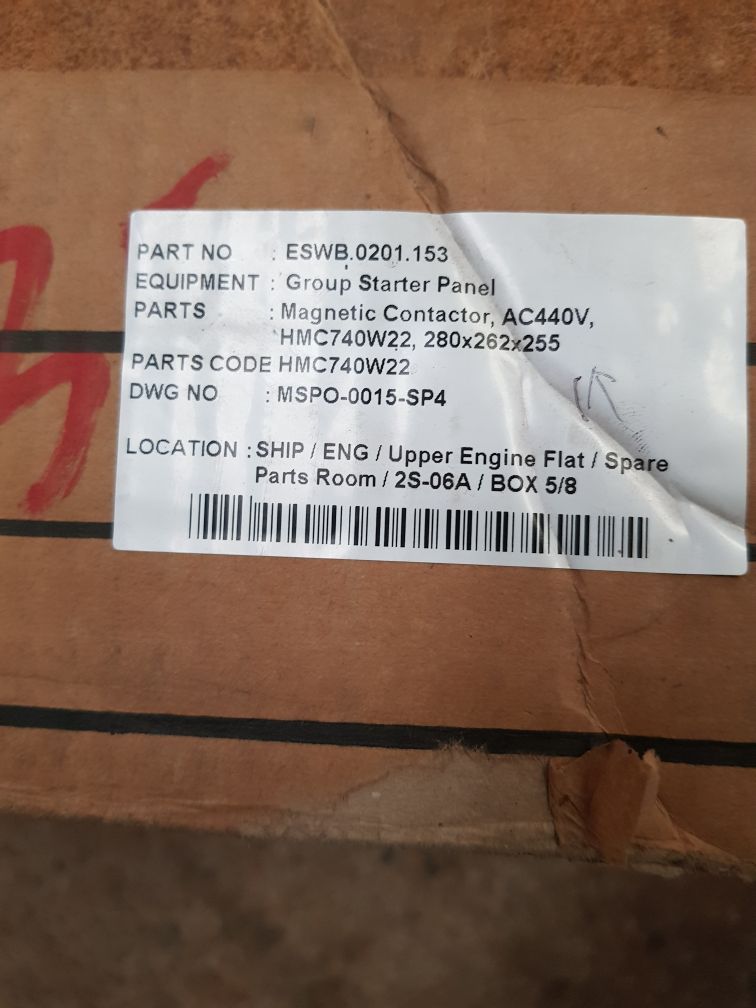 PART NO : ESWB.0201.153
EQUIPMENT : Group Starter Panel
PARTS : Magnetic Contactor, AC440V,
HMC740W22, 280x262x255
PARTS CODE HMC740W22
DWG NO : MSPO-0015-SP4
LOCATION : SHIP / ENG / Upper Engine Flat / Spare
Parts Room / 2S-06A / BOX 5/8